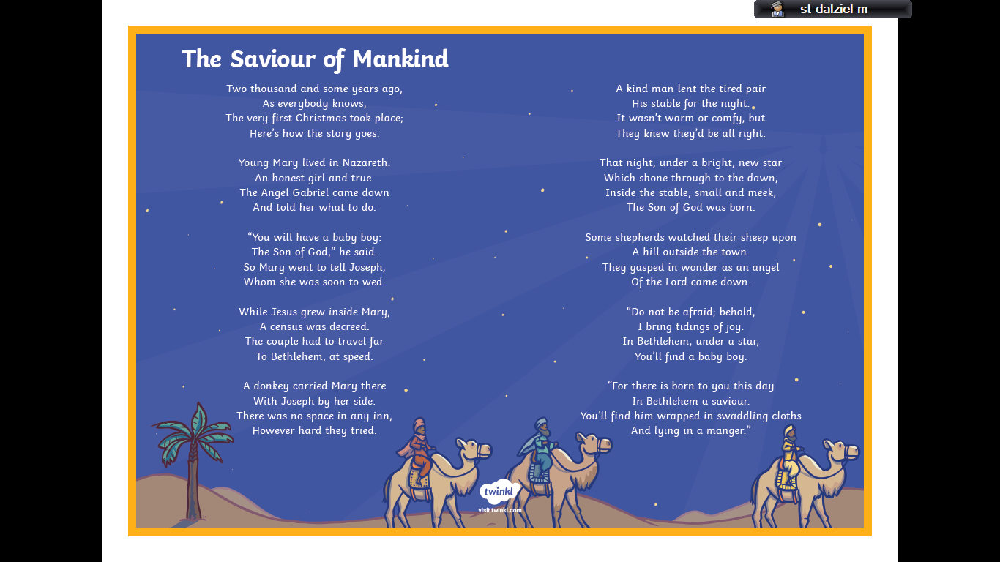 st-dalziel-m
The Saviour of Mankind
Two thousand and some years ago,
As everybody knows,
The very first Christmas took place;
Here's how the story goes.
Young Mary lived in Nazareth:
An honest girl and true.
The Angel Gabriel came down
And told her what to do.
“You will have a baby boy:
The Son of God,” he said.
So Mary went to tell Joseph,
Whom she was soon to wed.
While Jesus grew inside Mary,
A census was decreed.
The couple had to travel far
To Bethlehem, at speed.
A donkey carried Mary there
With Joseph by her side.
There was no space in any inn,
However hard they tried.
A kind man lent the tired pair
His stable for the night.
It wasn't warm or comfy, but
They knew they'd be all right.
That night, under a bright, new star
Which shone through to the dawn,
Inside the stable, small and meek,
The Son of God was born.
Some shepherds watched their sheep upon
A hill outside the town.
They gasped in wonder as an angel
Of the Lord came down.
“Do not be afraid; behold,
I bring tidings of joy.
In Bethlehem, under a star,
You'll find a baby boy.
“For there is born to you this day
In Bethlehem a saviour.
You'll find him wrapped in swaddling cloths
And lying in a manger.”
twinkl
visit twinkl.com